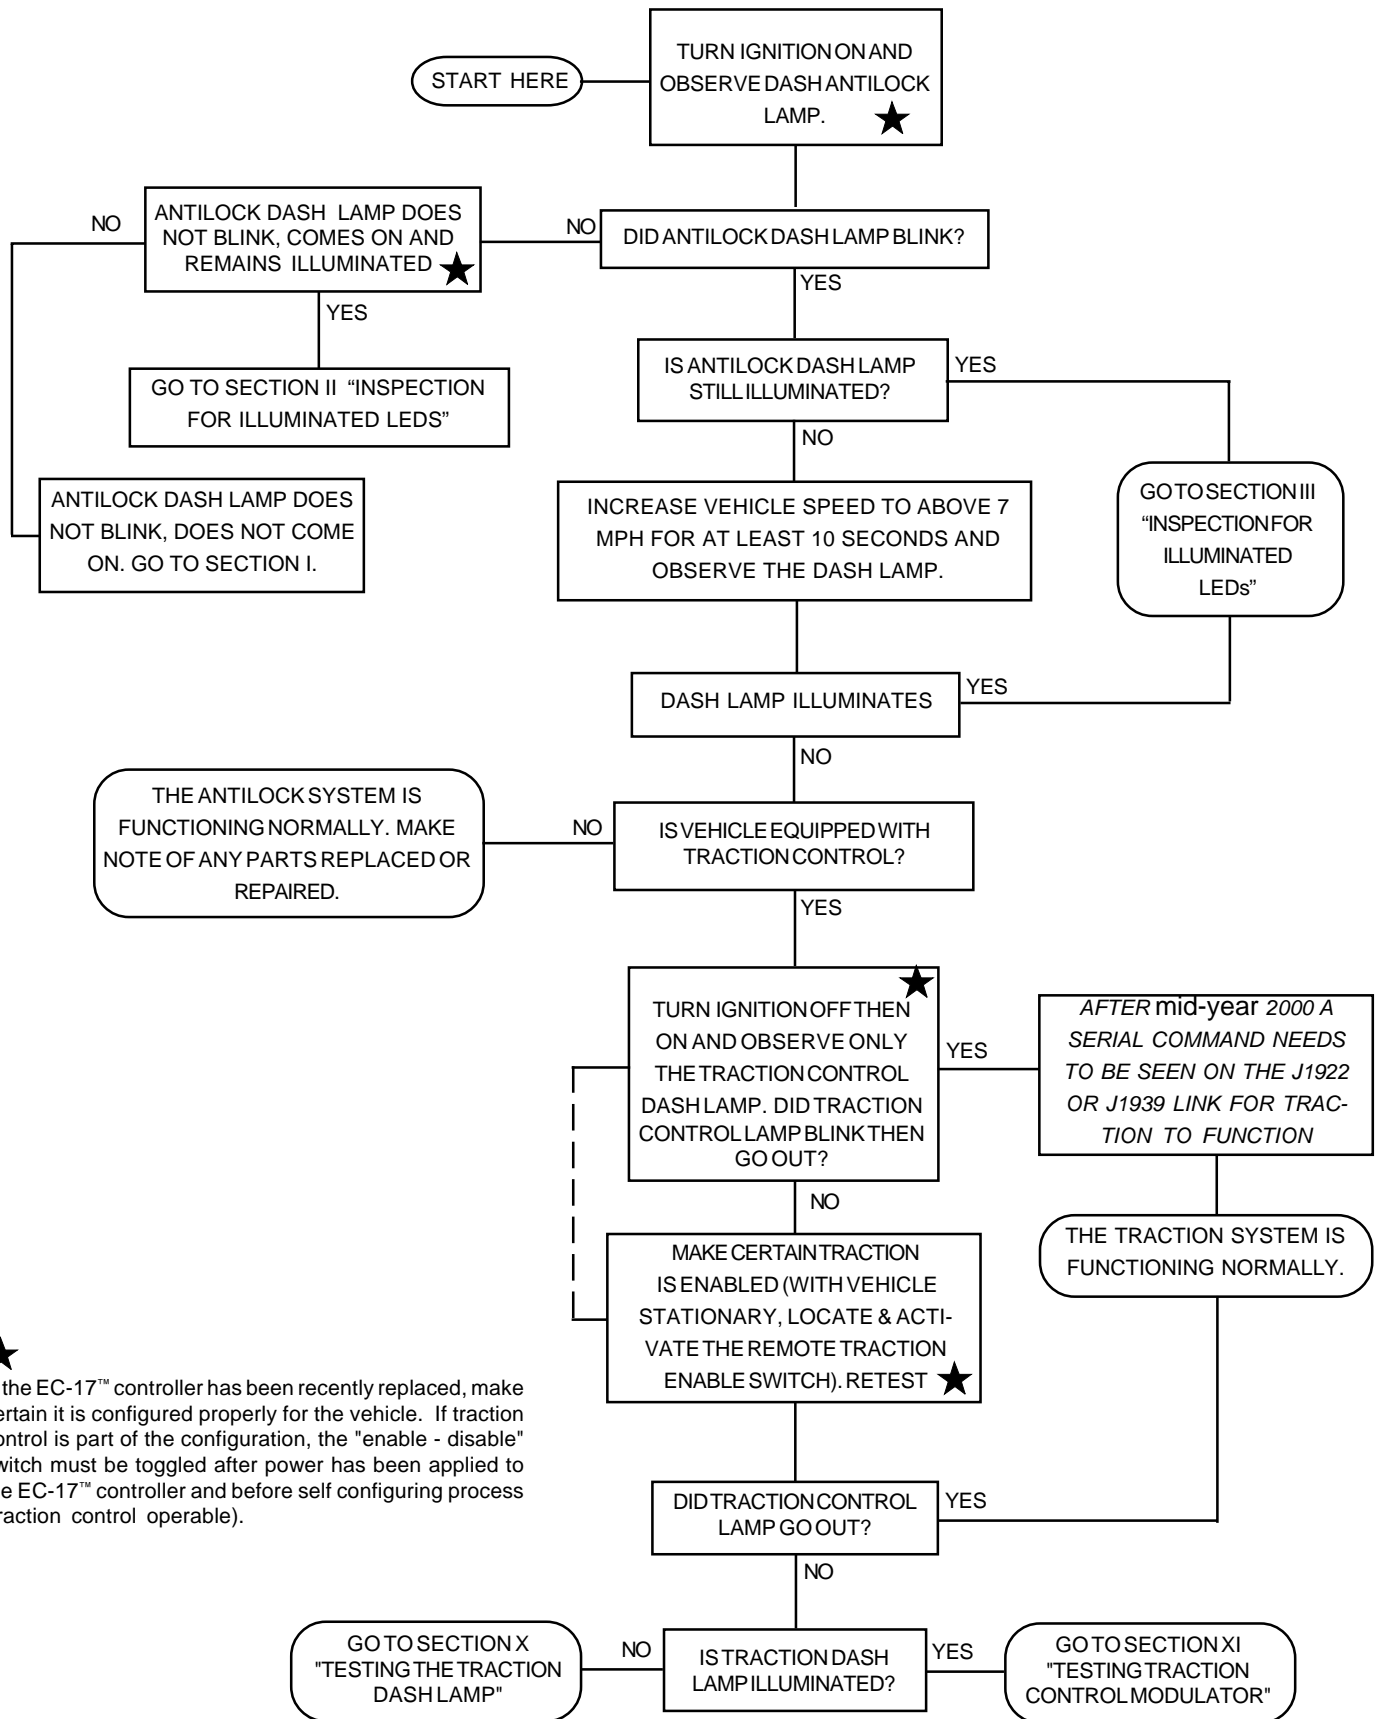 TURN IGNITION ON AND
OBSERVE DASH ANTILOCK
LAMP.
START HERE
NO
ANTILOCK DASH LAMP DOES
NOT BLINK, COMES ON AND
REMAINS ILLUMINATED
NO
DID ANTILOCK DASH LAMP BLINK?
YES
YES
IS ANTILOCK DASH LAMP
STILL ILLUMINATED?
YES
GO TO SECTION II “INSPECTION
FOR ILLUMINATED LEDS”
NO
ANTILOCK DASH LAMP DOES
NOT BLINK, DOES NOT COME
ON. GO TO SECTION I.
INCREASE VEHICLE SPEED TO ABOVE 7
MPH FOR AT LEAST 10 SECONDS AND
OBSERVE THE DASH LAMP.
GO TO SECTION III
“INSPECTION FOR
ILLUMINATED
LEDs”
DASH LAMP ILLUMINATES
YES
NO
THE ANTILOCK SYSTEM IS
FUNCTIONING NORMALLY. MAKE
NOTE OF ANY PARTS REPLACED OR
REPAIRED.
NO
IS VEHICLE EQUIPPED WITH
TRACTION CONTROL?
YES
TURN IGNITION OFF THEN
ON AND OBSERVE ONLY
THE TRACTION CONTROL
DASH LAMP. DID TRACTION
CONTROL LAMP BLINK THEN
GO OUT?
YES
AFTER mid-year 2000 A
SERIAL COMMAND NEEDS
TO BE SEEN ON THE J1922
OR J1939 LINK FOR TRAC-
TION TO FUNCTION
NO
THE TRACTION SYSTEM IS
FUNCTIONING NORMALLY.
MAKE CERTAIN TRACTION
IS ENABLED (WITH VEHICLE
STATIONARY, LOCATE & ACTI-
VATE THE REMOTE TRACTION
ENABLE SWITCH). RETEST
the EC-17™ controller has been recently replaced, make
ertain it is configured properly for the vehicle. If traction
ontrol is part of the configuration, the "enable - disable"
witch must be toggled after power has been applied to
e EC-17™ controller and before self configuring process
raction control operable).
DID TRACTION CONTROL
LAMP GO OUT?
YES
NO
GO TO SECTION X
"TESTING THE TRACTION
DASH LAMP"
NO
IS TRACTION DASH
LAMP ILLUMINATED?
YES
GO TO SECTION XI
"TESTING TRACTION
CONTROL MODULATOR"